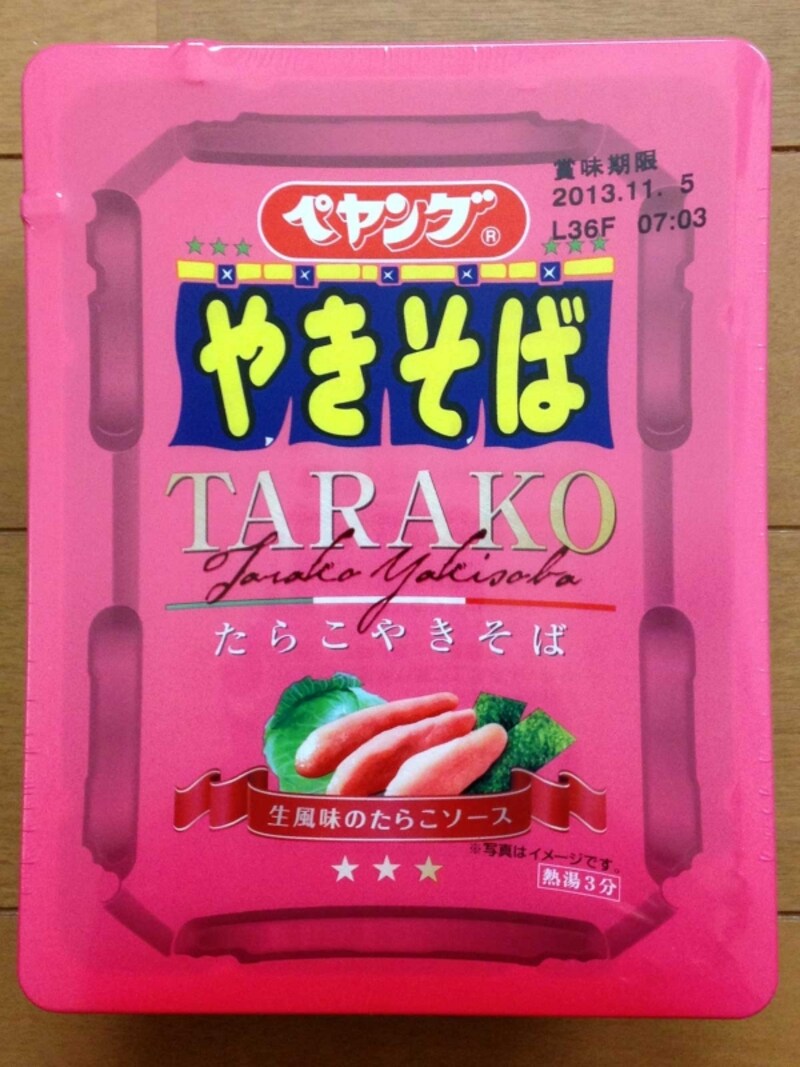 賞味期限
2013.11. 5
L36F 07:03
ペヤング®
やきそば
TARAKO
Tarako Yakisoba
たらこやきそば
生風味のたらこソース
※写真はイメージです。
熱湯3分